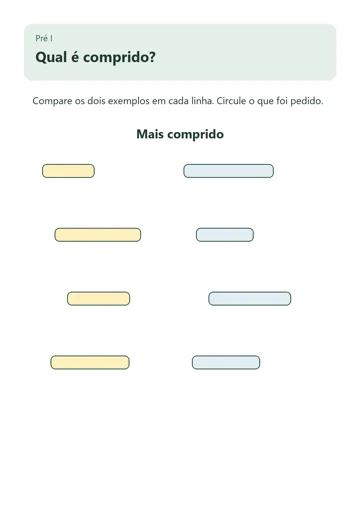 Pré I
Qual é comprido?
Compare os dois exemplos em cada linha. Circule o que foi pedido.
Mais comprido